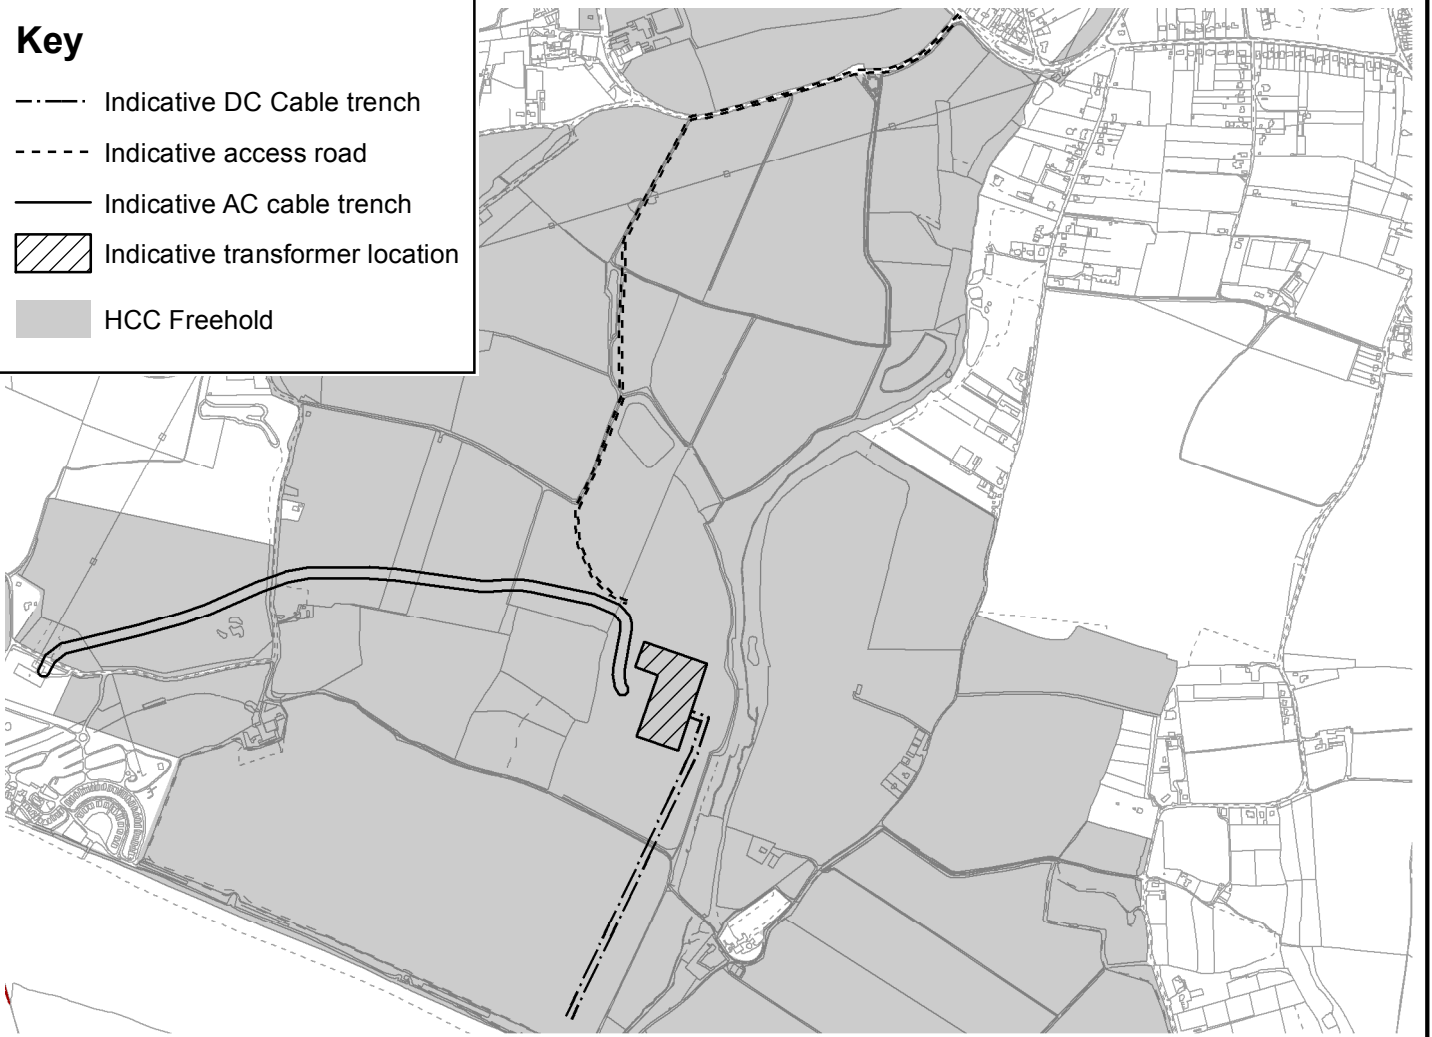 Key
Indicative DC Cable trench
Indicative access road
Indicative AC cable trench
Indicative transformer location
HCC Freehold